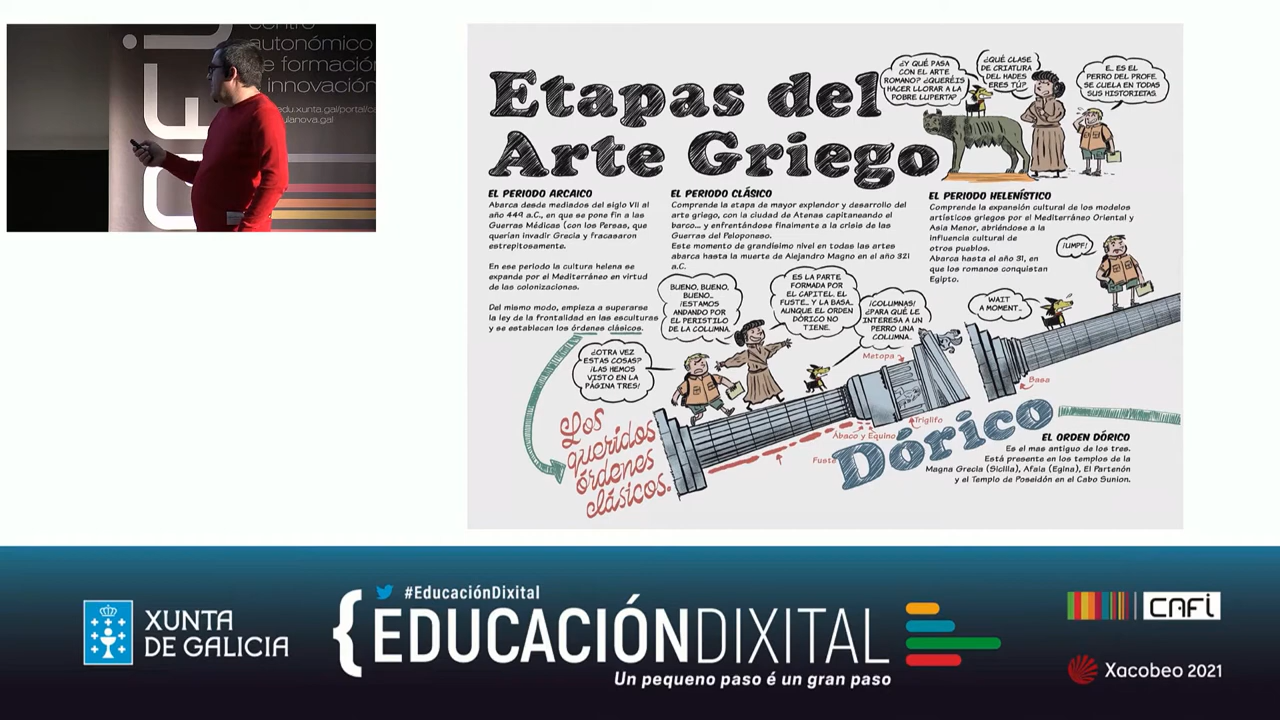 centro
autonómico
de formación
innovación
edu.xunta.gal/portal/ca
ulanova.gal
Etapas del
Arte Griego
¿Y QUÉ PASA
CON EL ARTE
ROMANO? ¿QUERÉIS
HACER LLORAR A LA
POBRE LUPERTA?
¿QUÉ CLASE
DE CRIATURA
DEL HADES
ERES TÚ?
E.. ES EL
PERRO DEL PROFE.
SE CUELA EN TODAS
SUS HISTORIETAS.
EL PERIODO ARCAICO
Abarca desde mediados del siglo VII al
año 449 a.C., en que se pone fin a las
Guerras Médicas (con los Persas, que
querían invadir Grecia y fracasaron
estrepitosamente.
En ese periodo la cultura helena se
expande por el Mediterráneo en virtud
de las colonizaciones.
Del mismo modo, empieza a superarse
la ley de la frontalidad en las esculturas
y se establecen los órdenes clásicos.
EL PERIODO CLÁSICO
Comprende la etapa de mayor explendor y desarrollo del
arte griego, con la ciudad de Atenas capitaneando el
barco... y enfrentándose finalmente a la crisis de las
Guerras del Peloponeso.
Este momento de grandísimo nivel en todas las artes
abarca hasta la muerte de Alejandro Magno en el año 321
a.C.
EL PERIODO HELENÍSTICO
Comprende la expansión cultural de los modelos
artísticos griegos por el Mediterráneo Oriental y
Asia Menor, abriéndose a la
influencia cultural de
otros pueblos.
Abarca hasta el año 31, en
que los romanos conquistan
Egipto.
¡UMPF!
¿OTRA VEZ
ESTAS COSAS?
¡LAS HEMOS
VISTO EN LA
PÁGINA TRES!
BUENO, BUENO,
BUENO...
¡ESTAMOS
ANDANDO POR
EL PERISTILO
DE LA COLUMNA.
ES LA PARTE
FORMADA POR
EL CAPITEL, EL
FUSTE... Y LA BASA...
AUNQUE EL ORDEN
DÓRICO NO
TIENE.
¡COLUMNAS!
¿PARA QUÉ LE
INTERESA A UN
PERRO UNA
COLUMNA...
WAIT
A MOMENT...
Metopa
Basa
Triglifo
Ábaco y Equino
Fuste
Los
queridos
órdenes
clásicos.
Dórico
EL ORDEN DÓRICO
Es el mas antiguo de los tres.
Está presente en los templos de la
Magna Grecia (Sicilia), Afaia (Egina), El Partenón
y el Templo de Poseidón en el Cabo Sunion.
XUNTA
DE GALICIA
#EducaciónDixital
{EDUCACIÓNDIXITAL
Un pequeno paso é un gran paso
CAFi
Xacobeo 2021